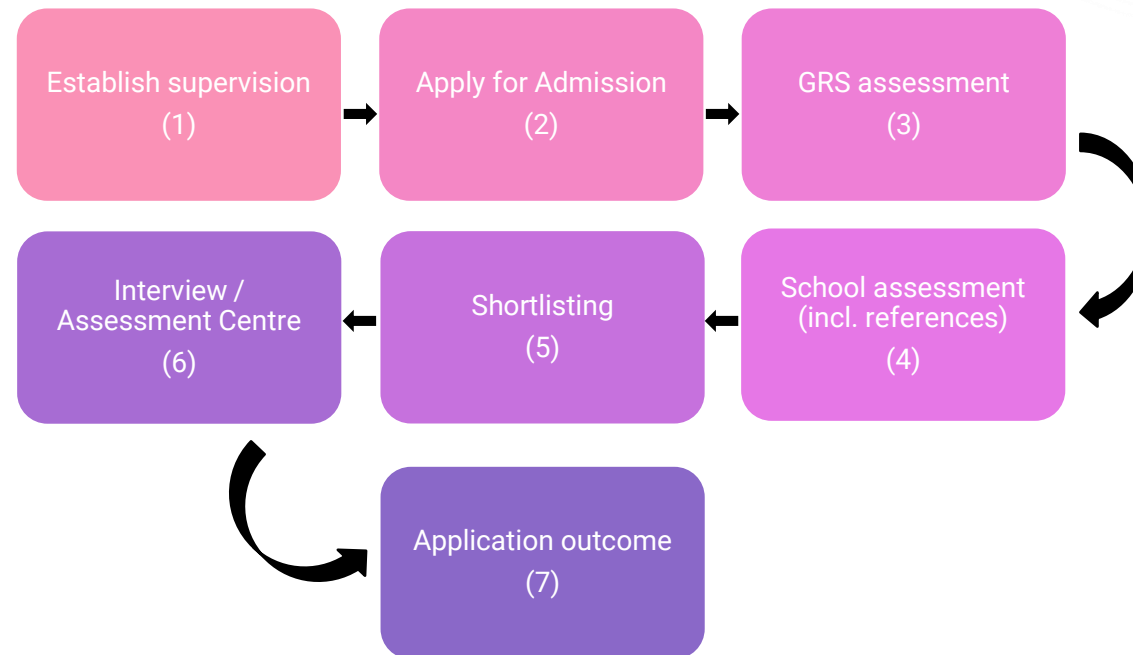 Establish supervision
(1)
Apply for Admission
(2)
GRS assessment
(3)
School assessment
(incl. references)
(4)
Shortlisting
(5)
Interview /
Assessment Centre
(6)
Application outcome
(7)